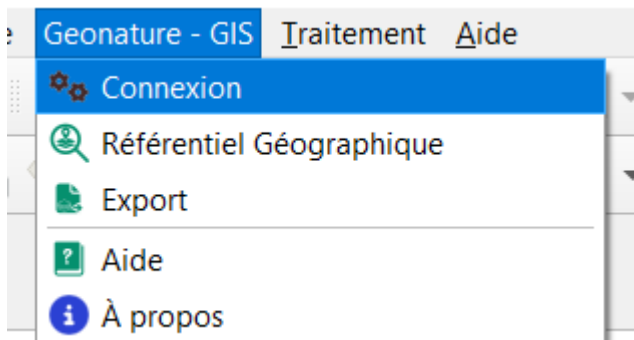 Geonature - GIS Traitement Aide
Connexion
Référentiel Géographique
Export
Aide
À propos